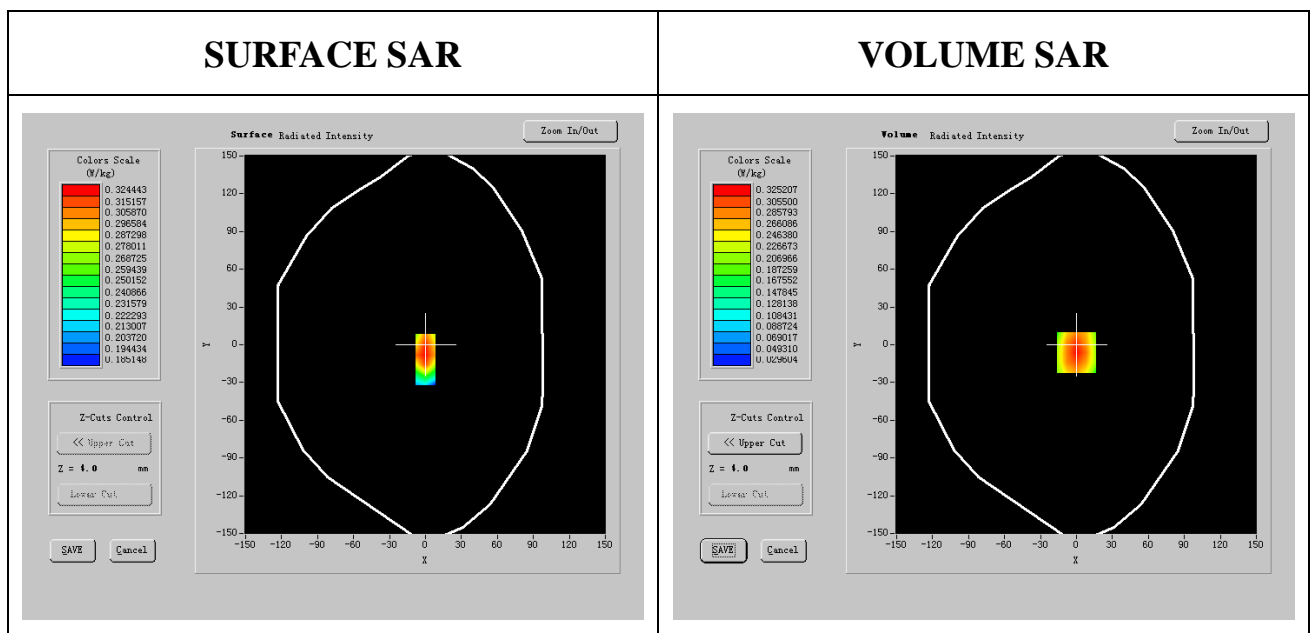 SURFACE SAR
VOLUME SAR
Surface Radiated Intensity
Zoom In/Out
Colors Scale
(W/kg)
0.324443
0.315157
0.305870
0.296584
0.287298
0.278011
0.268725
0.259439
0.250152
0.240866
0.231579
0.222293
0.213007
0.203720
0.194434
0.185148
Z-Cuts Control
<< Upper Cut
Z = 4.0 mm
Lower Cut
SAVE
Cancel
150
120
90
60
30
0
-30
-60
-90
-120
-150
Y
-150 -120 -90 -60 -30 0 30 60 90 120 150
X
Volume Radiated Intensity
Zoom In/Out
Colors Scale
(W/kg)
0.325207
0.305500
0.285793
0.266086
0.246380
0.226673
0.206966
0.187259
0.167552
0.147845
0.128138
0.108431
0.088724
0.069017
0.049310
0.029604
Z-Cuts Control
<< Upper Cut
Z = 4.0 mm
Lower Cut
SAVE
Cancel
150
120
90
60
30
0
-30
-60
-90
-120
-150
Y
-150 -120 -90 -60 -30 0 30 60 90 120 150
X